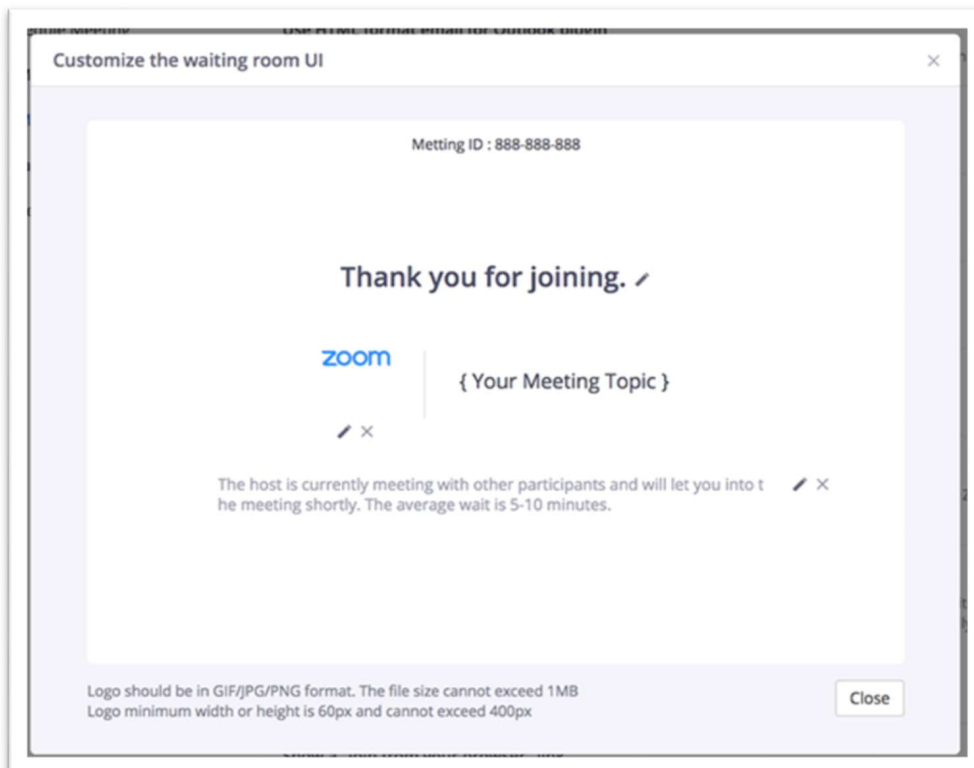 Customize the waiting room UI
Metting ID : 888-888-888
Thank you for joining.
zoom
{ Your Meeting Topic }
The host is currently meeting with other participants and will let you into t
he meeting shortly. The average wait is 5-10 minutes.
Logo should be in GIF/JPG/PNG format. The file size cannot exceed 1MB
Logo minimum width or height is 60px and cannot exceed 400px
Close